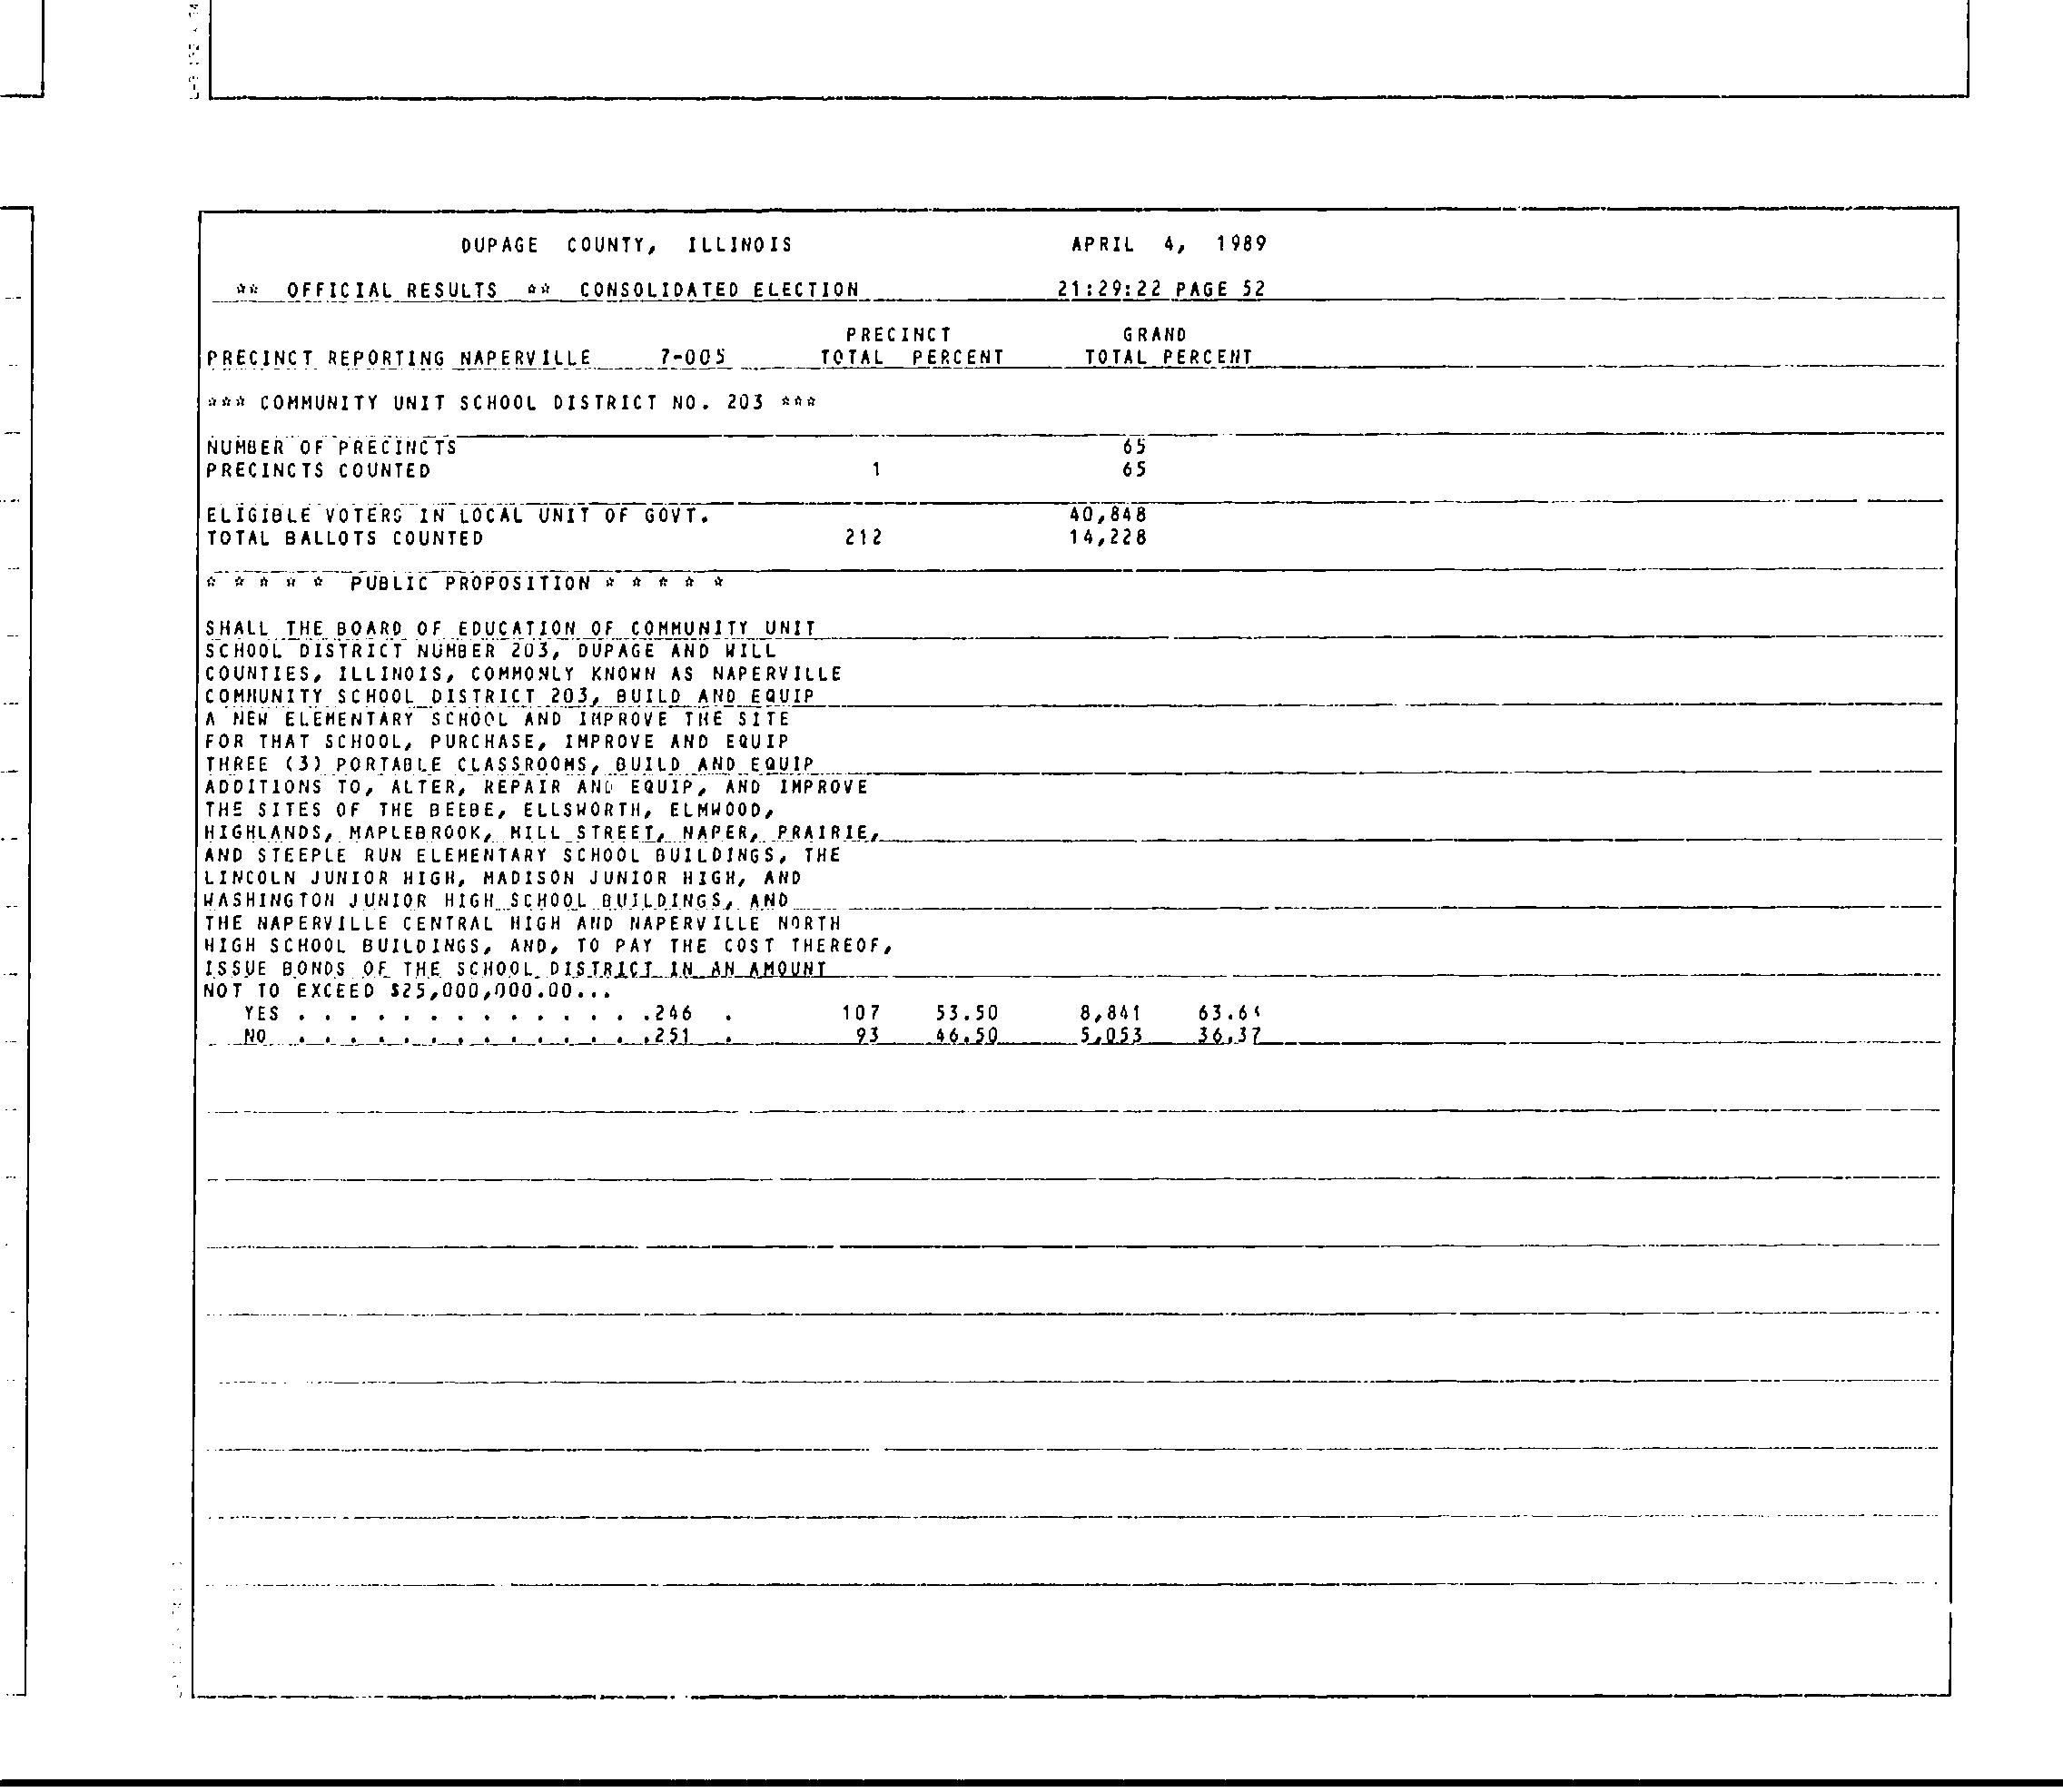 DUPAGE COUNTY, ILLINOIS APRIL 4, 1989
** OFFICIAL RESULTS ** CONSOLIDATED ELECTION 21:29:22 PAGE 52
PRECINCT GRAND
PRECINCT REPORTING NAPERVILLE 7-005 TOTAL PERCENT TOTAL PERCENT
*** COMMUNITY UNIT SCHOOL DISTRICT NO. 203 ***
NUMBER OF PRECINCTS 65
PRECINCTS COUNTED 1 65
ELIGIBLE VOTERS IN LOCAL UNIT OF GOVT. 40,848
TOTAL BALLOTS COUNTED 212 14,228
* * * * * PUBLIC PROPOSITION * * * * *
SHALL THE BOARD OF EDUCATION OF COMMUNITY UNIT
SCHOOL DISTRICT NUMBER 203, DUPAGE AND WILL
COUNTIES, ILLINOIS, COMMONLY KNOWN AS NAPERVILLE
COMMUNITY SCHOOL DISTRICT 203, BUILD AND EQUIP
A NEW ELEMENTARY SCHOOL AND IMPROVE THE SITE
FOR THAT SCHOOL, PURCHASE, IMPROVE AND EQUIP
THREE (3) PORTABLE CLASSROOMS, BUILD AND EQUIP
ADDITIONS TO, ALTER, REPAIR AND EQUIP, AND IMPROVE
THE SITES OF THE BEEBE, ELLSWORTH, ELMWOOD,
HIGHLANDS, MAPLEBROOK, MILL STREET, NAPER, PRAIRIE,
AND STEEPLE RUN ELEMENTARY SCHOOL BUILDINGS, THE
LINCOLN JUNIOR HIGH, MADISON JUNIOR HIGH, AND
WASHINGTON JUNIOR HIGH SCHOOL BUILDINGS, AND
THE NAPERVILLE CENTRAL HIGH AND NAPERVILLE NORTH
HIGH SCHOOL BUILDINGS, AND, TO PAY THE COST THEREOF,
ISSUE BONDS OF THE SCHOOL DISTRICT IN AN AMOUNT
NOT TO EXCEED $25,000,000.00...
YES . . . . . . . . . . . . . .246 . 107 53.50 8,841
NO . . . . . . . . . . . . . .251 . 93 46.50 5,053 36.37